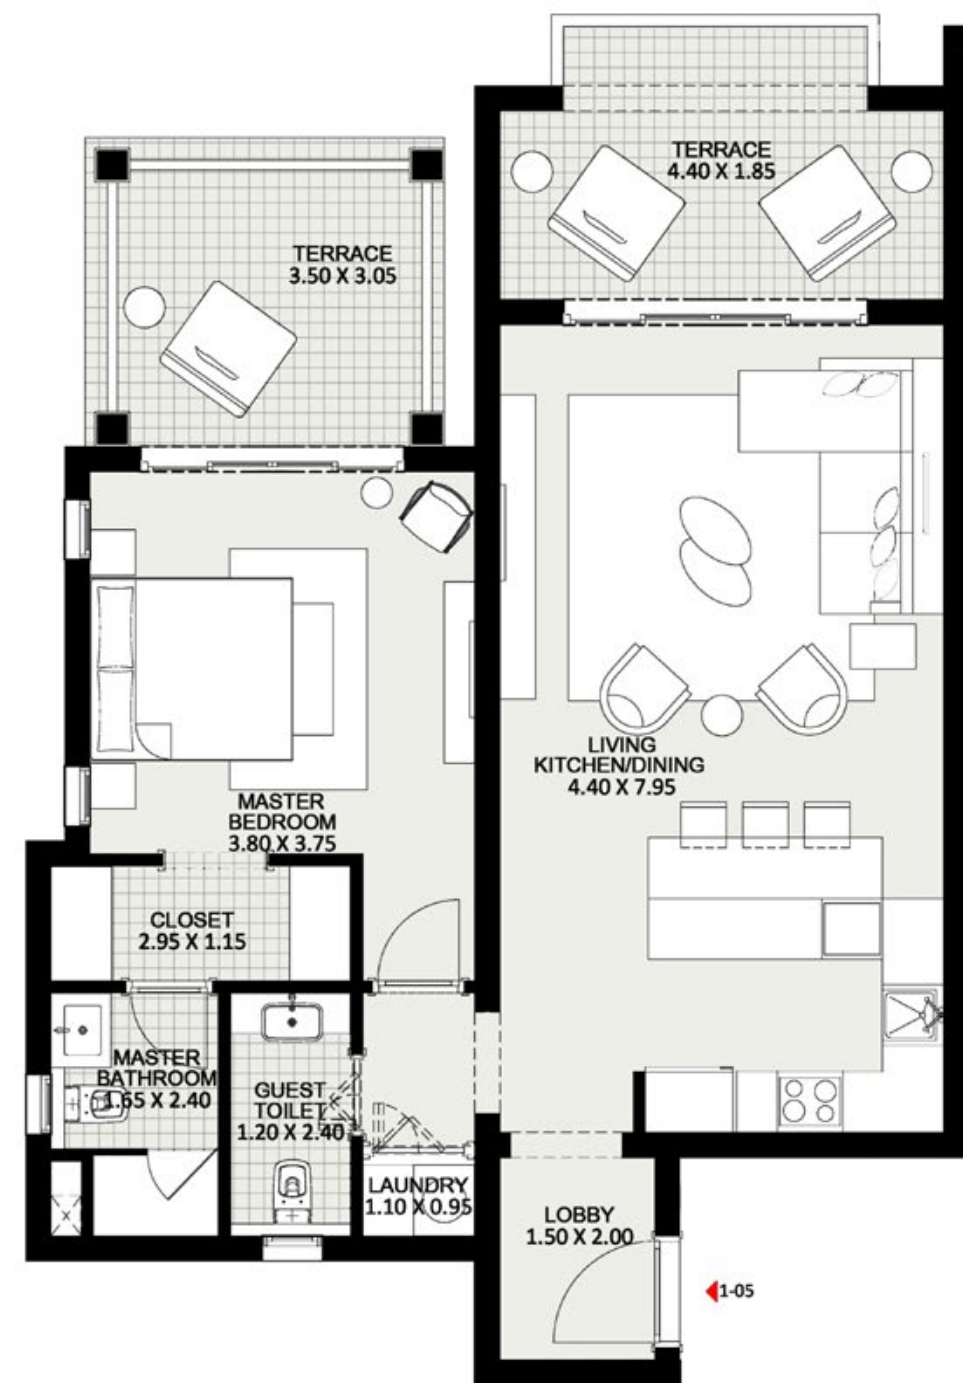 TERRACE
4.40 X 1.85
TERRACE
3.50 X 3.05
LIVING
KITCHEN/DINING
4.40 X 7.95
MASTER
BEDROOM
3.80 X 3.75
CLOSET
2.95 X 1.15
MASTER
BATHROOM
1.65 X 2.40
GUEST
TOILET
1.20 X 2.40
LAUNDRY
1.10 X 0.95
LOBBY
1.50 X 2.00
1-05